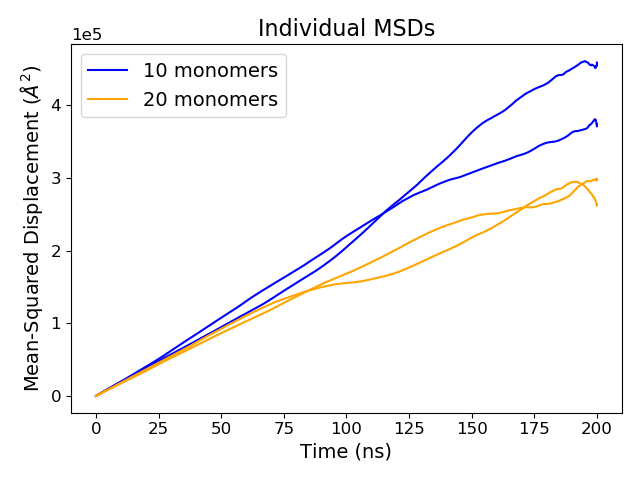 Individual MSDs
1e5
10 monomers
20 monomers
Mean-Squared Displacement (Å²)
4
3
2
1
0
0 25 50 75 100 125 150 175 200
Time (ns)